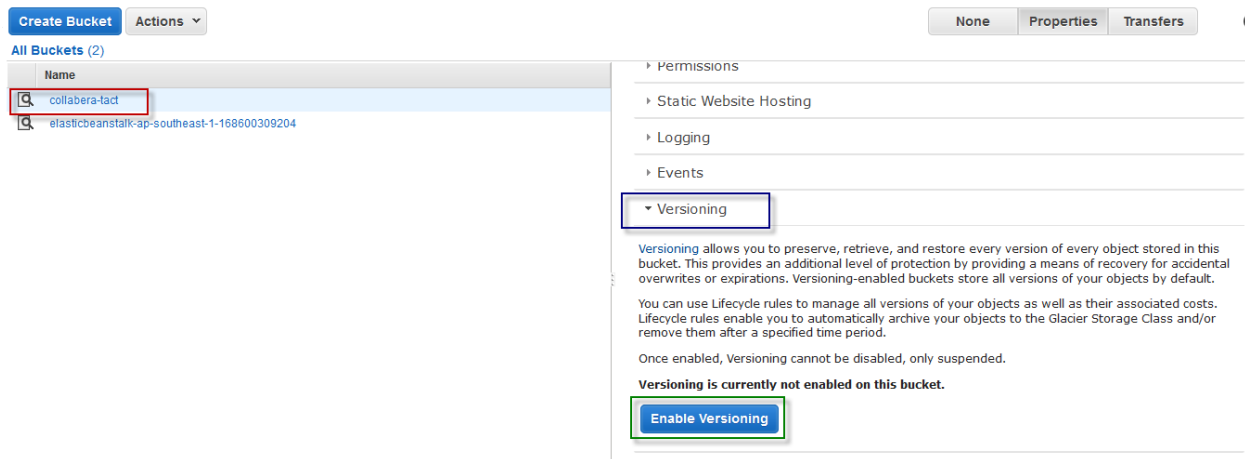 Create Bucket Actions None Properties Transfers
All Buckets (2)
Name
collabera-tact
elasticbeanstalk-ap-southeast-1-168600309204
Permissions
Static Website Hosting
Logging
Events
Versioning
Versioning allows you to preserve, retrieve, and restore every version of every object stored in this
bucket. This provides an additional level of protection by providing a means of recovery for accidental
overwrites or expirations. Versioning-enabled buckets store all versions of your objects by default.
You can use Lifecycle rules to manage all versions of your objects as well as their associated costs.
Lifecycle rules enable you to automatically archive your objects to the Glacier Storage Class and/or
remove them after a specified time period.
Once enabled, Versioning cannot be disabled, only suspended.
Versioning is currently not enabled on this bucket.
Enable Versioning